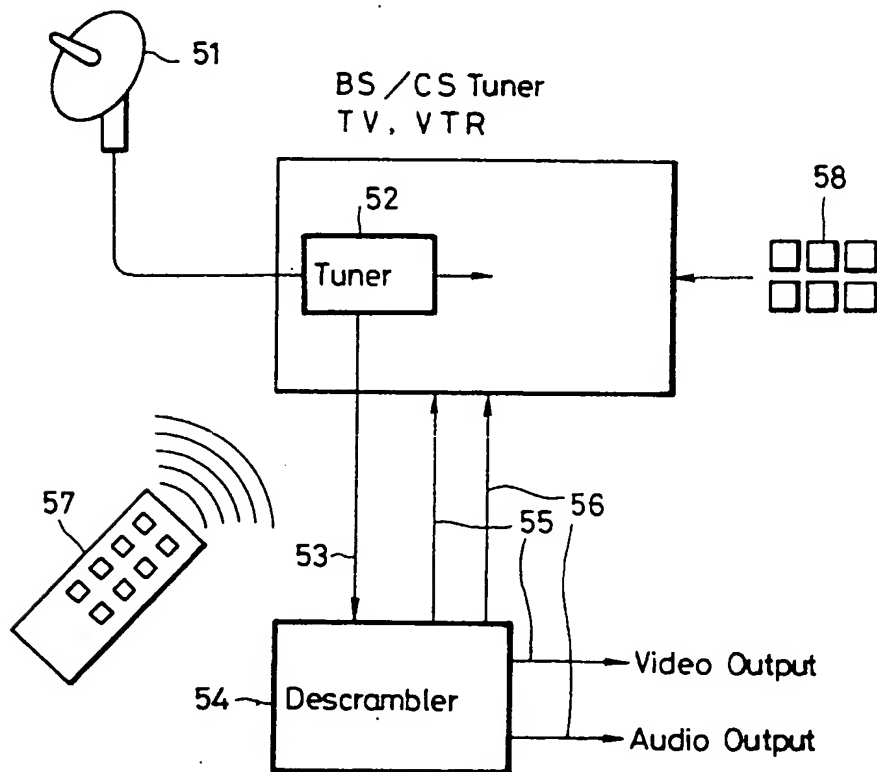 51
BS/CS Tuner
TV, VTR
52
58
Tuner
57
53
55
56
54
Descrambler
Video Output
Audio Output